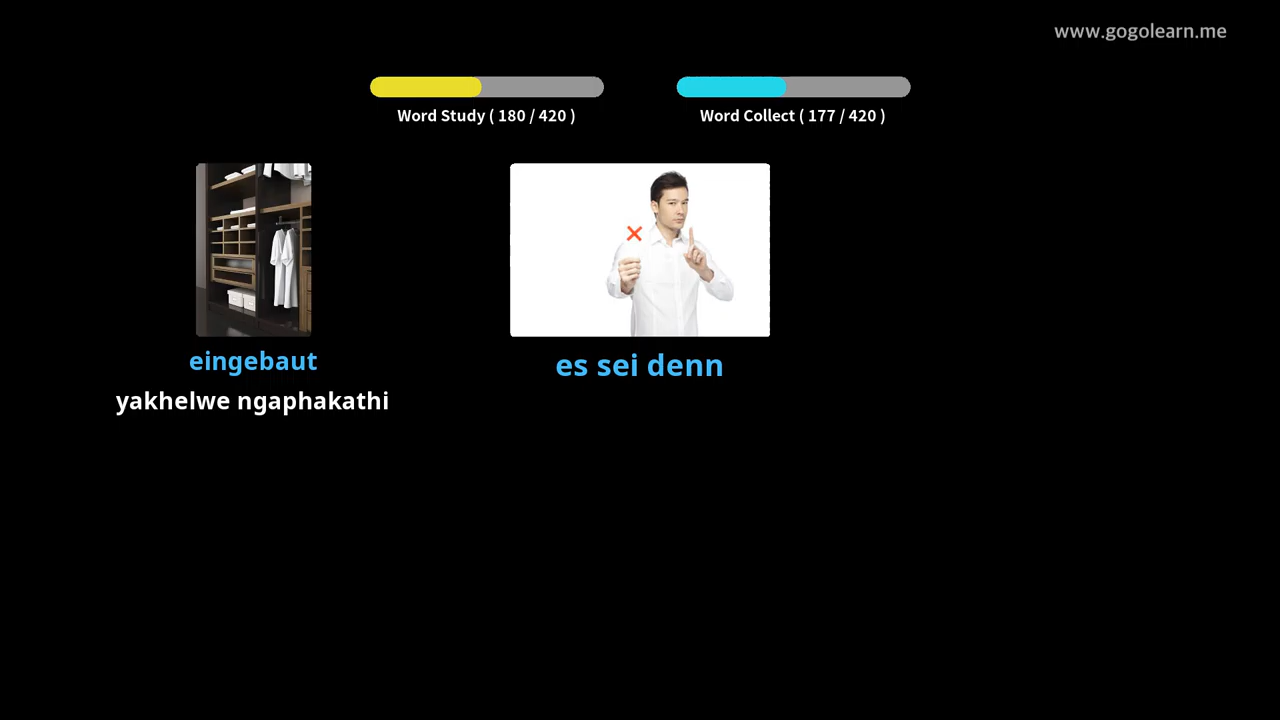 www.gogolearn.me
Word Study ( 180 / 420 )
Word Collect ( 177 / 420 )
eingebaut
yakhelwe ngaphakathi
es sei denn